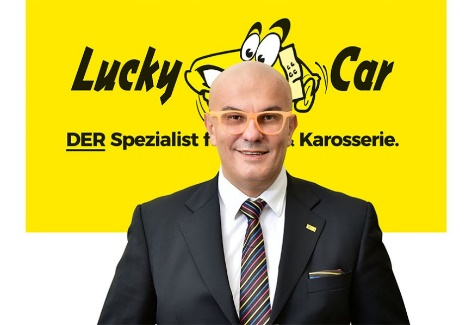 Lucky Car
DER Spezialist f Karosserie.